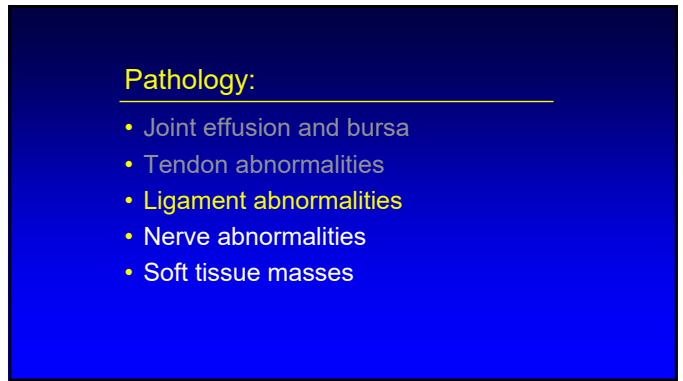 Pathology:
• Joint effusion and bursa
• Tendon abnormalities
• Ligament abnormalities
• Nerve abnormalities
• Soft tissue masses